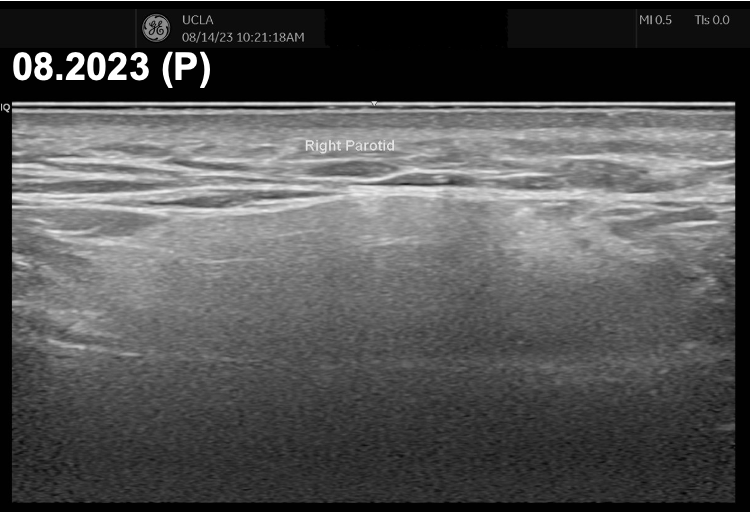 UCLA
08/14/23 10:21:18AM
MI 0.5 TIs 0.0
08.2023 (P)
IQ
Right Parotid